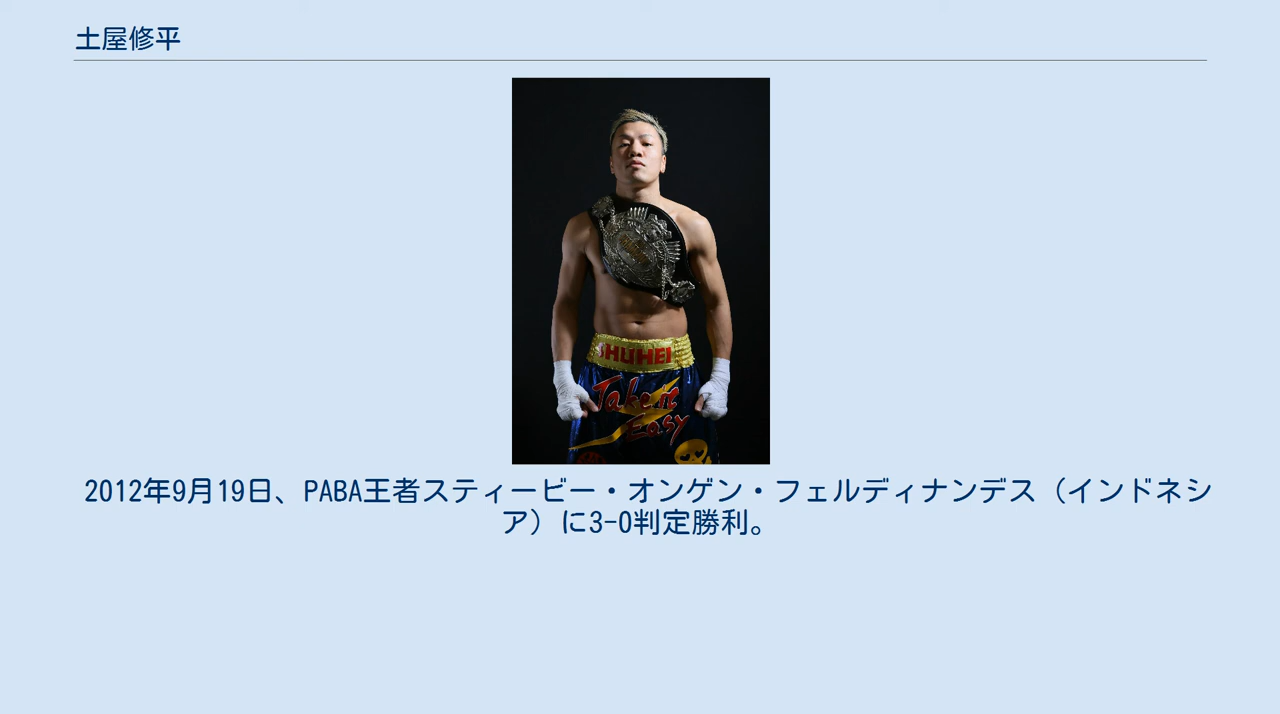 土屋修平
SHUHEI
Take it
Easy
2012年9月19日、PABA王者スティービー・オンゲン・フェルディナンデス（インドネシ
ア）に3-0判定勝利。